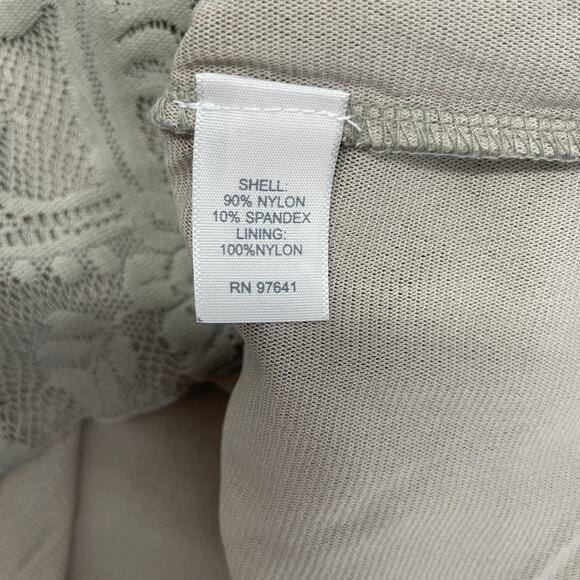 SHELL:
90% NYLON
10% SPANDEX
LINING:
100%NYLON
RN 97641